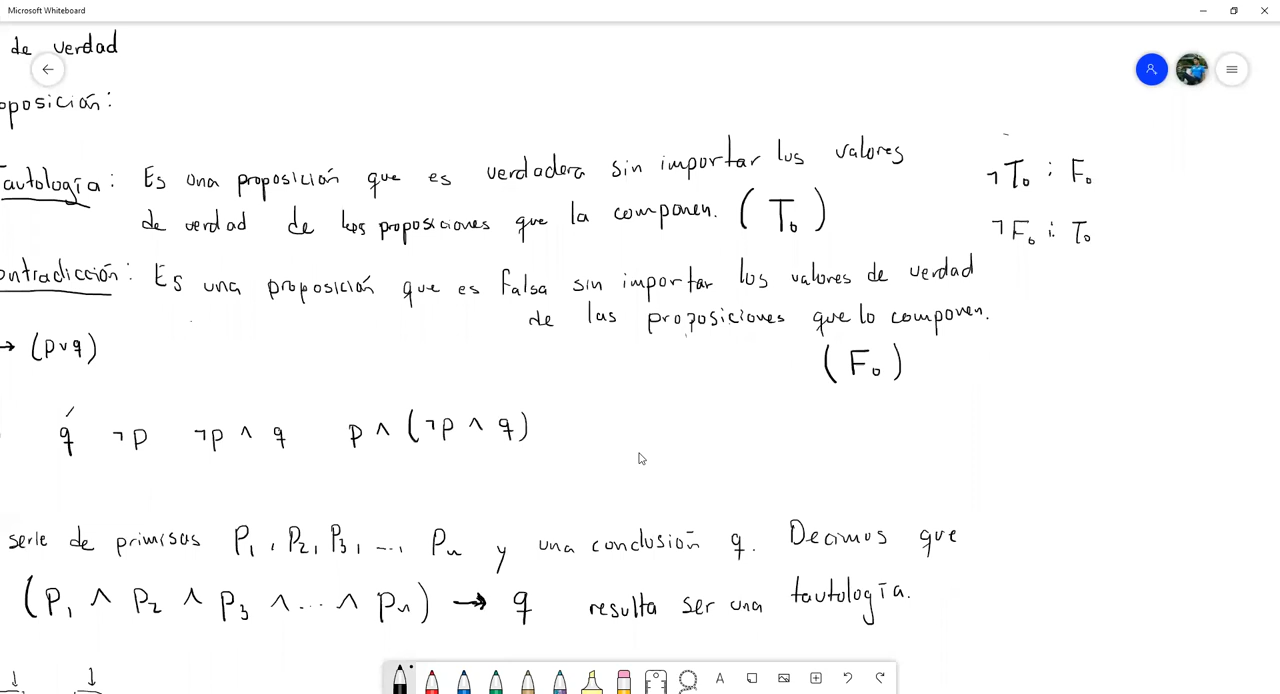 Microsoft Whiteboard
de verdad
oposición:
autología: Es una proposición que es verdadera sin importar los valores
de verdad de las proposiciones que la componen. (T₀)
¬T₀ : F₀
¬F₀ : T₀
ontradicción: Es una proposición que es falsa sin importar los valores de verdad
de las proposiciones que lo componen.
(F₀)
→ (p∨q)
q ¬p ¬p ∧ q p ∧ (¬p ∧ q)
serie de primisas P₁, P₂, P₃, ... Pn y una conclusión q. Decimos que
(P₁ ∧ P₂ ∧ P₃ ∧ ... ∧ Pn) → q resulta ser una tautología.
↓ ↓
A